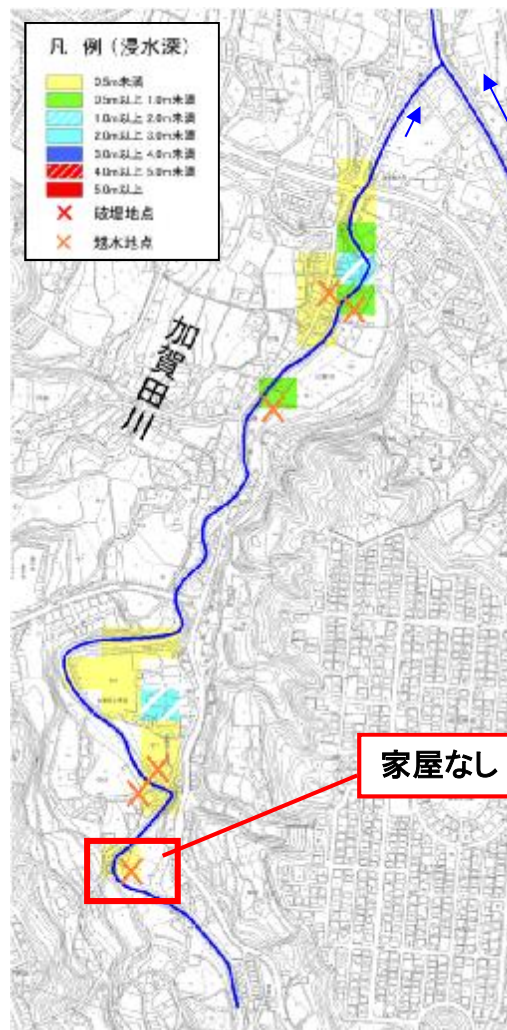 凡 例 (浸水深)
0.5m未満
0.5m以上 1.0m未満
1.0m以上 2.0m未満
2.0m以上 3.0m未満
3.0m以上 4.0m未満
4.0m以上 5.0m未満
5.0m以上
破堤地点
越水地点
加賀田川
家屋なし